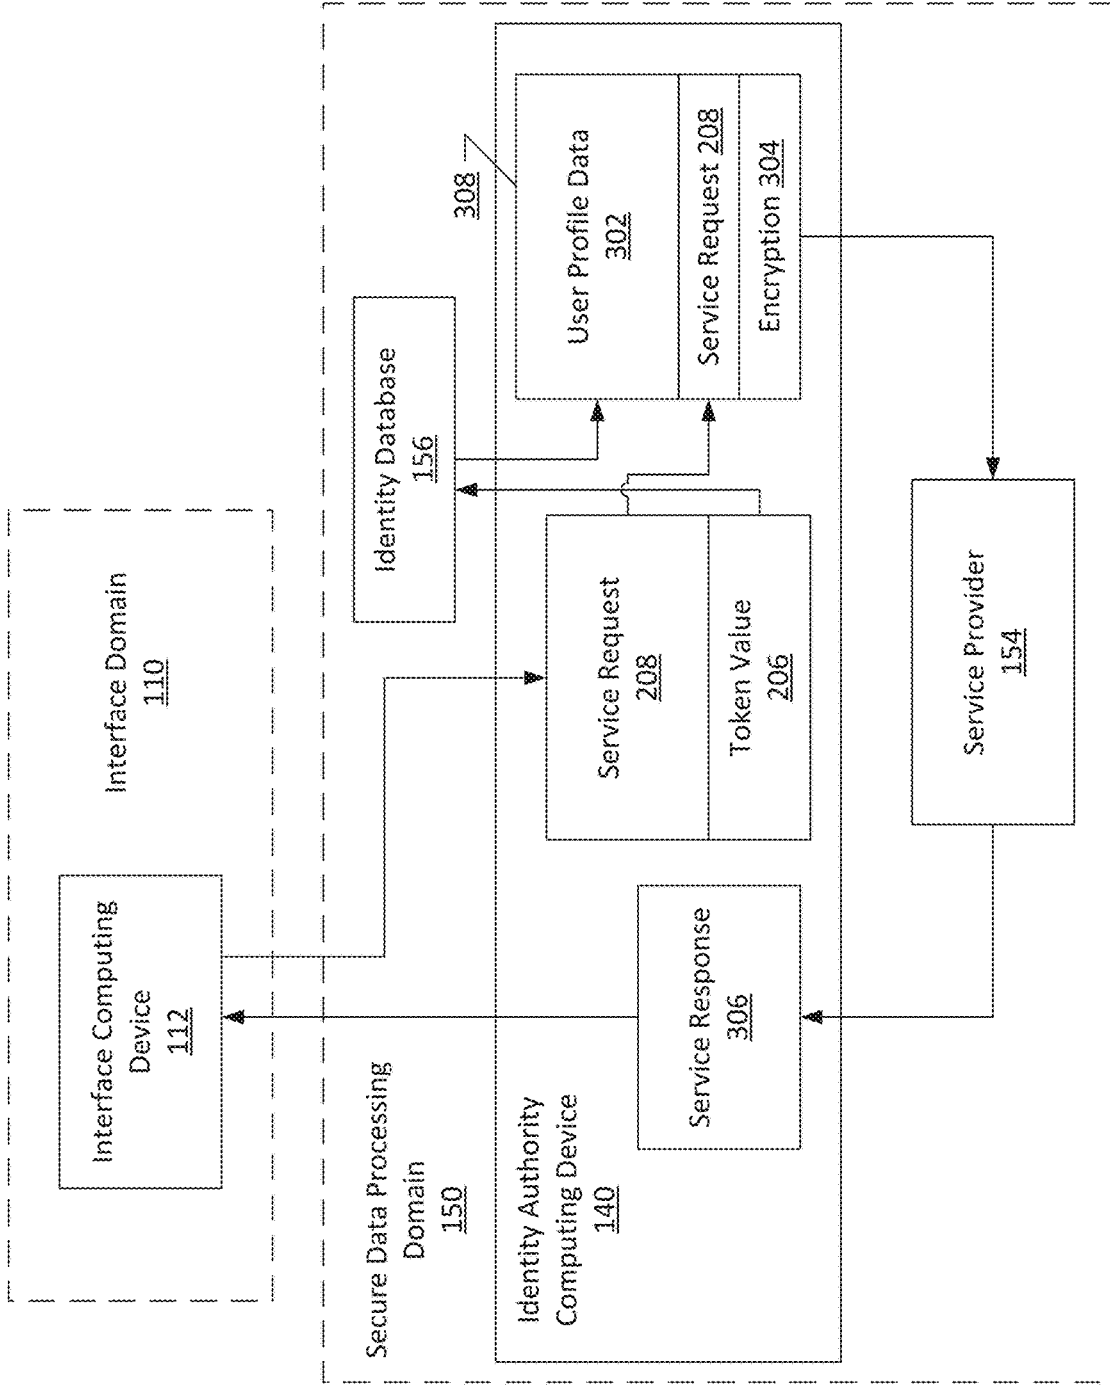 Interface Domain
110
Interface Computing
Device
112
Secure Data Processing
Domain
150
Identity Database
156
Identity Authority
Computing Device
140
308
Service Response
306
Service Request
208
Token Value
206
User Profile Data
302
Service Request 208
Encryption 304
Service Provider
154